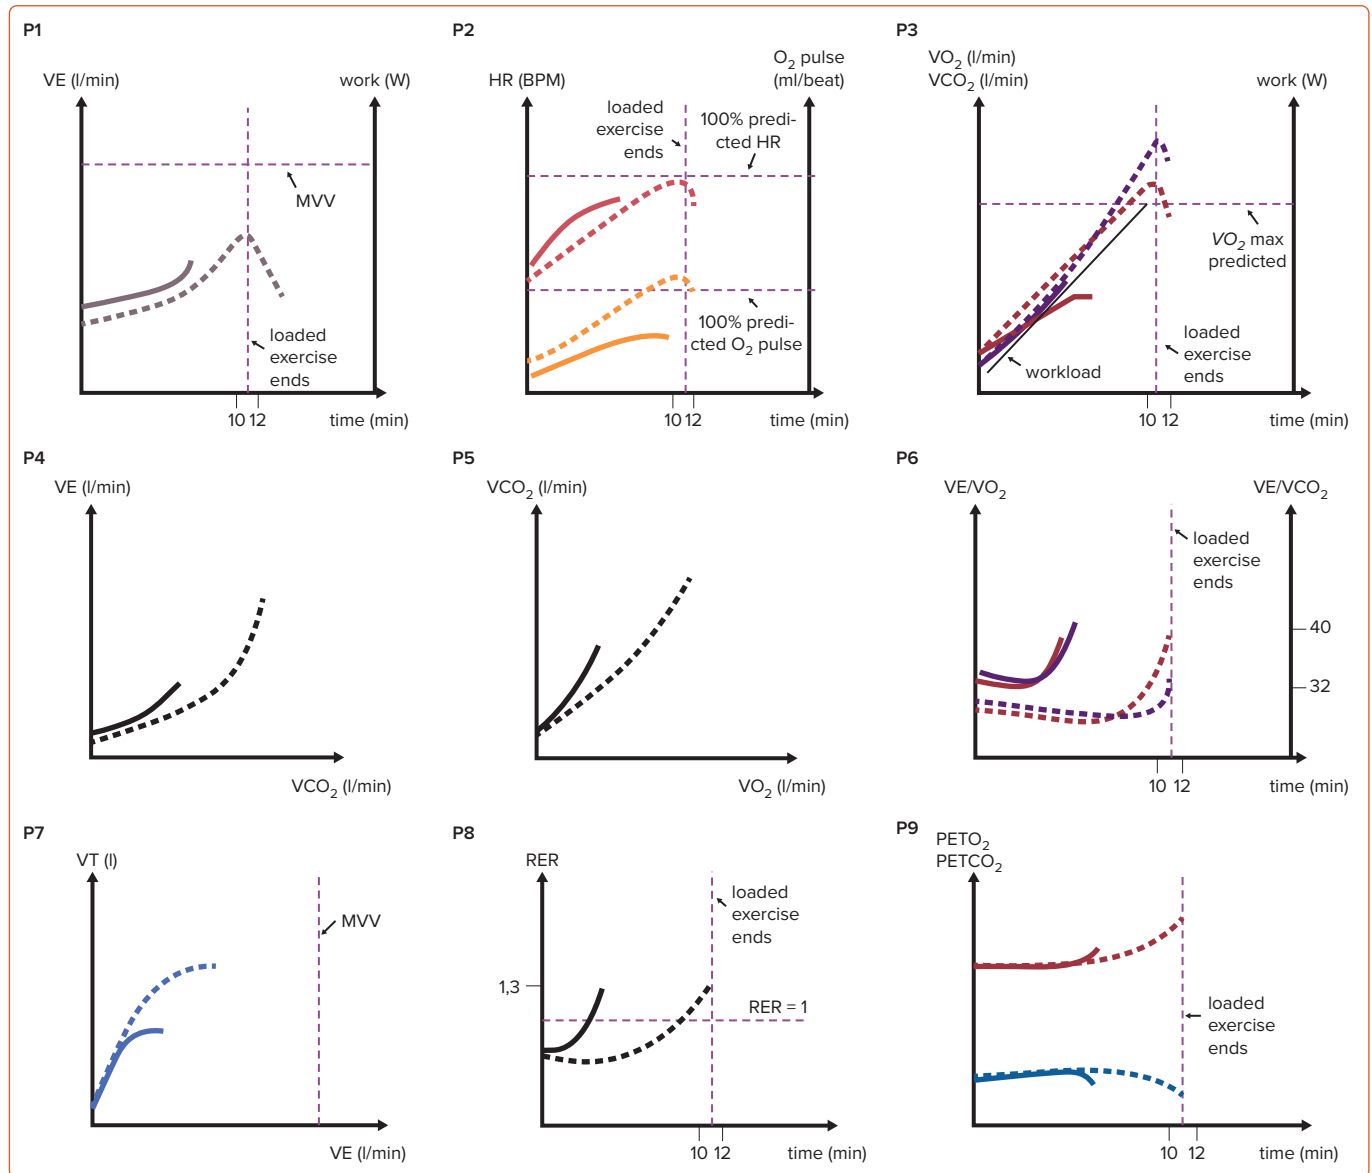 P1
VE (l/min)
work (W)
MVV
loaded
exercise
ends
10 12
time (min)
P2
HR (BPM)
O₂ pulse
(ml/beat)
loaded
exercise
ends
100% predi-
cted HR
100% predi-
cted O₂ pulse
10 12
time (min)
P3
VO₂ (l/min)
VCO₂ (l/min)
work (W)
VO₂ max
predicted
workload
loaded
exercise
ends
10 12
time (min)
P4
VE (l/min)
VCO₂ (l/min)
P5
VCO₂ (l/min)
VO₂ (l/min)
P6
VE/VO₂
VE/VCO₂
loaded
exercise
ends
40
32
10 12
time (min)
P7
VT (l)
MVV
VE (l/min)
P8
RER
loaded
exercise
ends
1,3
RER = 1
10 12
time (min)
P9
PETO₂
PETCO₂
loaded
exercise
ends
10 12
time (min)